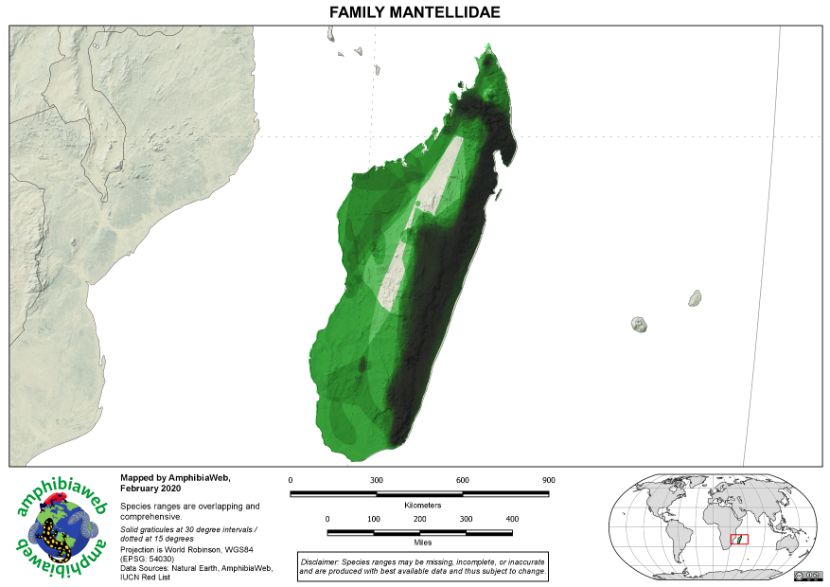 FAMILY MANTELLIDAE
amphibiaweb
amphibiaweb
Mapped by AmphibiaWeb,
February 2020
Species ranges are overlapping and
comprehensive.
Solid graticules at 30 degree intervals /
dotted at 15 degrees
Projection is World Robinson, WGS84
(EPSG: 54030)
Data Sources: Natural Earth, AmphibiaWeb,
IUCN Red List
0 300 600 900
Kilometers
0 100 200 300 400
Miles
Disclaimer: Species ranges may be missing, incomplete, or inaccurate
and are produced with best available data and thus subject to change.